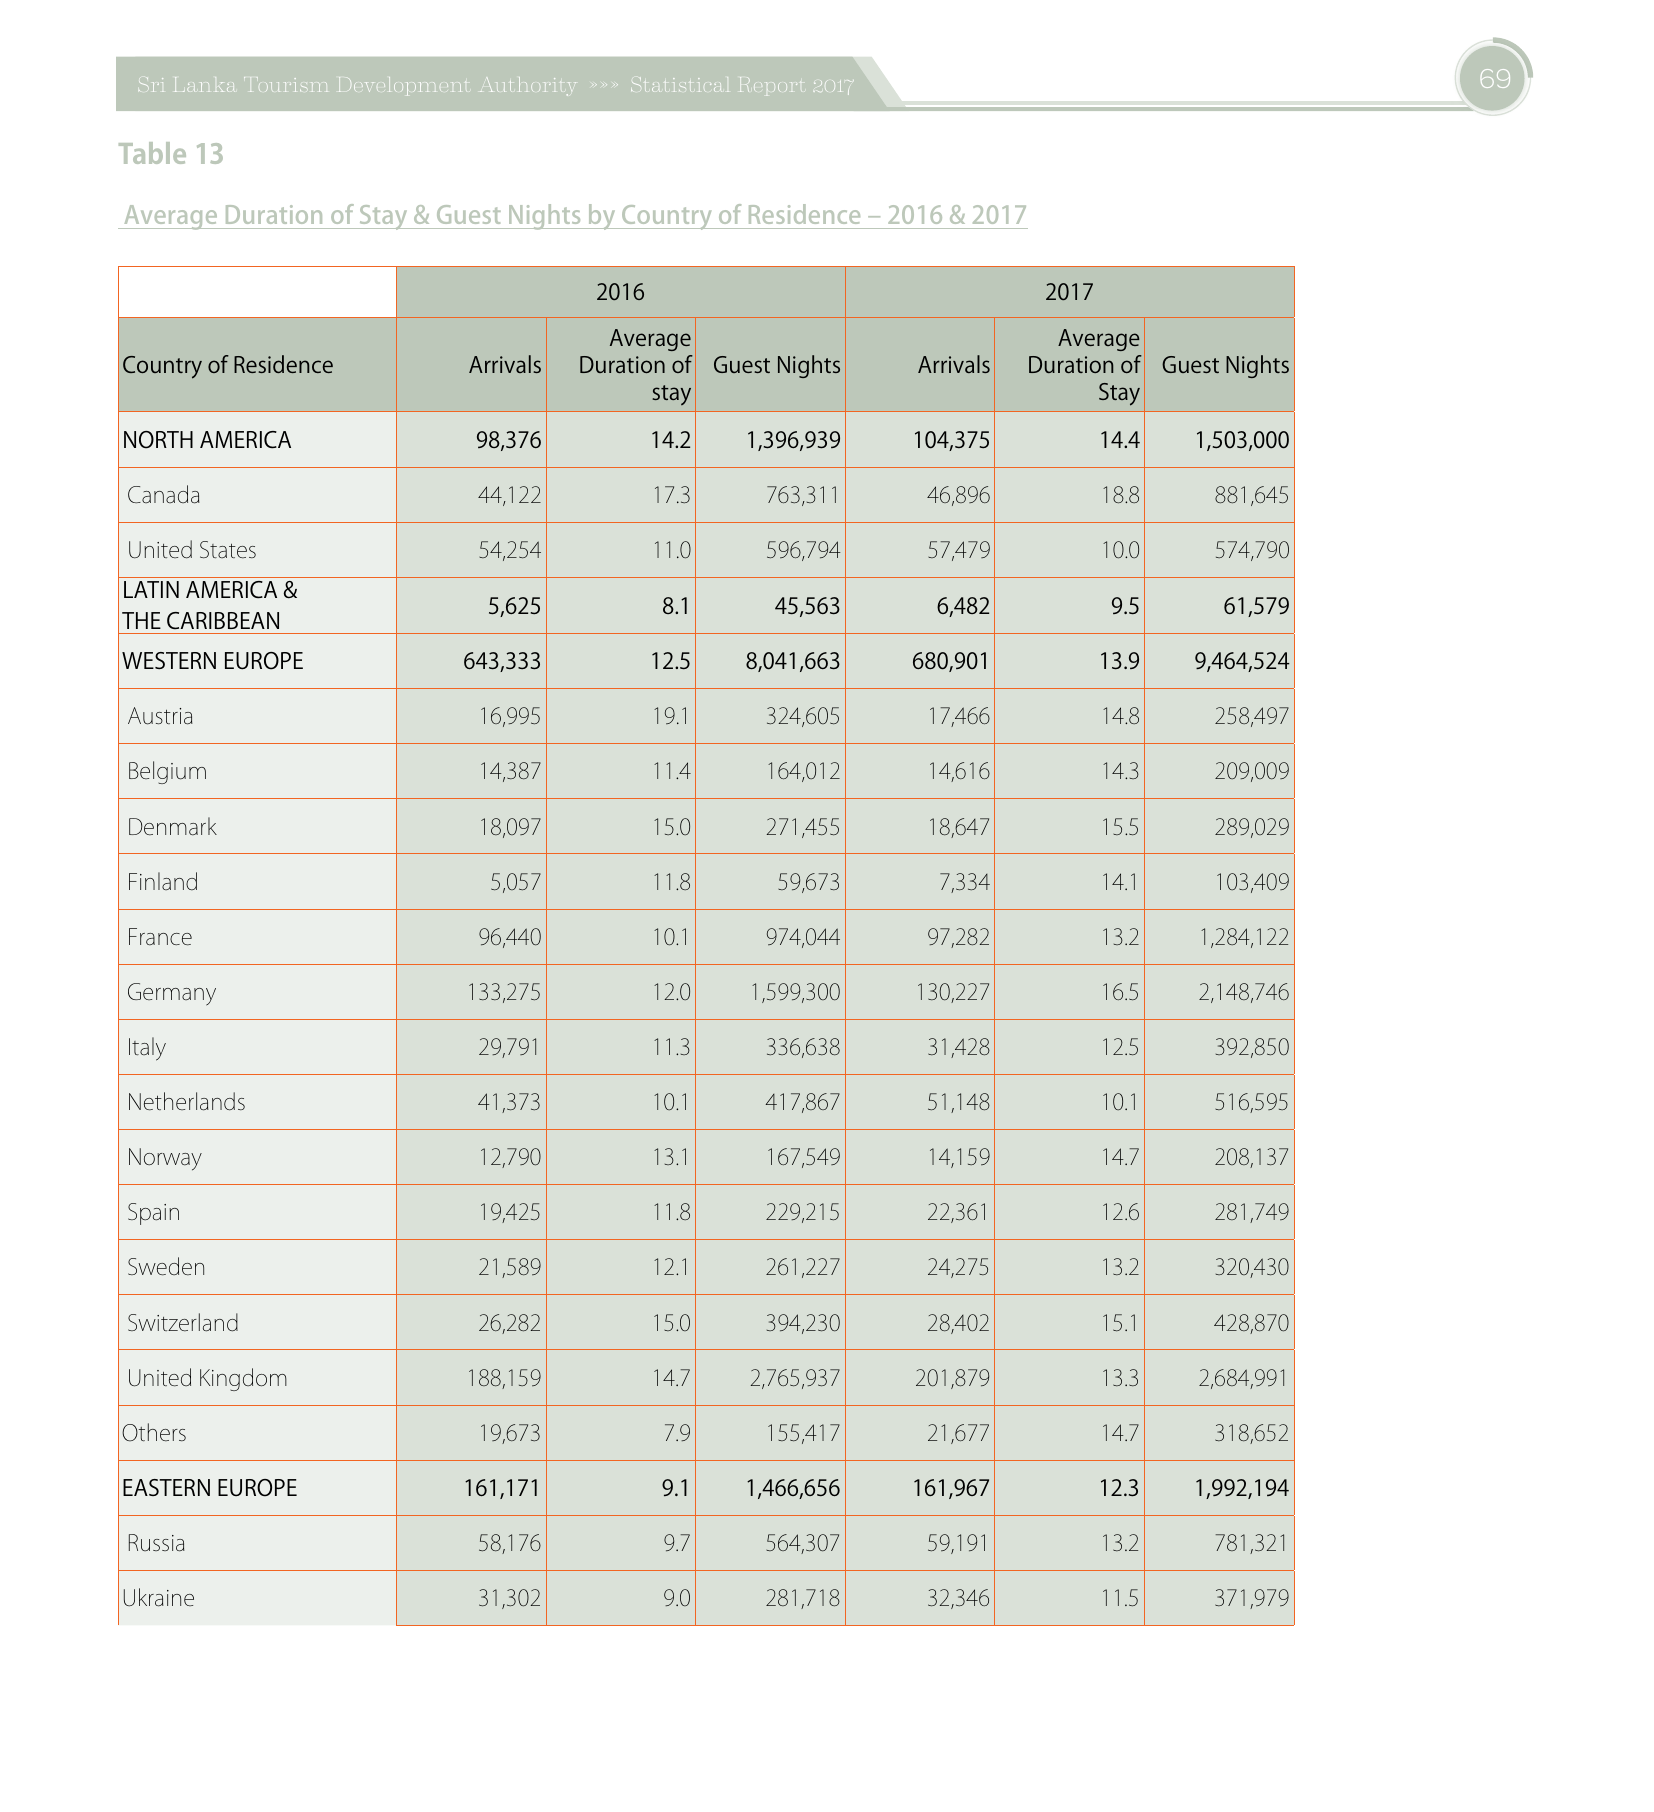 Sri Lanka Tourism Development Authority »»» Statistical Report 2017
69
Table 13
Average Duration of Stay & Guest Nights by Country of Residence – 2016 & 2017
2016 2017
Country of Residence Arrivals Average Duration of stay Guest Nights Arrivals Average Duration of Stay Guest Nights
NORTH AMERICA 98,376 14.2 1,396,939 104,375 14.4 1,503,000
Canada 44,122 17.3 763,311 46,896 18.8 881,645
United States 54,254 11.0 596,794 57,479 10.0 574,790
LATIN AMERICA &
THE CARIBBEAN 5,625 8.1 45,563 6,482 9.5 61,579
WESTERN EUROPE 643,333 12.5 8,041,663 680,901 13.9 9,464,524
Austria 16,995 19.1 324,605 17,466 14.8 258,497
Belgium 14,387 11.4 164,012 14,616 14.3 209,009
Denmark 18,097 15.0 271,455 18,647 15.5 289,029
Finland 5,057 11.8 59,673 7,334 14.1 103,409
France 96,440 10.1 974,044 97,282 13.2 1,284,122
Germany 133,275 12.0 1,599,300 130,227 16.5 2,148,746
Italy 29,791 11.3 336,638 31,428 12.5 392,850
Netherlands 41,373 10.1 417,867 51,148 10.1 516,595
Norway 12,790 13.1 167,549 14,159 14.7 208,137
Spain 19,425 11.8 229,215 22,361 12.6 281,749
Sweden 21,589 12.1 261,227 24,275 13.2 320,430
Switzerland 26,282 15.0 394,230 28,402 15.1 428,870
United Kingdom 188,159 14.7 2,765,937 201,879 13.3 2,684,991
Others 19,673 7.9 155,417 21,677 14.7 318,652
EASTERN EUROPE 161,171 9.1 1,466,656 161,967 12.3 1,992,194
Russia 58,176 9.7 564,307 59,191 13.2 781,321
Ukraine 31,302 9.0 281,718 32,346 11.5 371,979